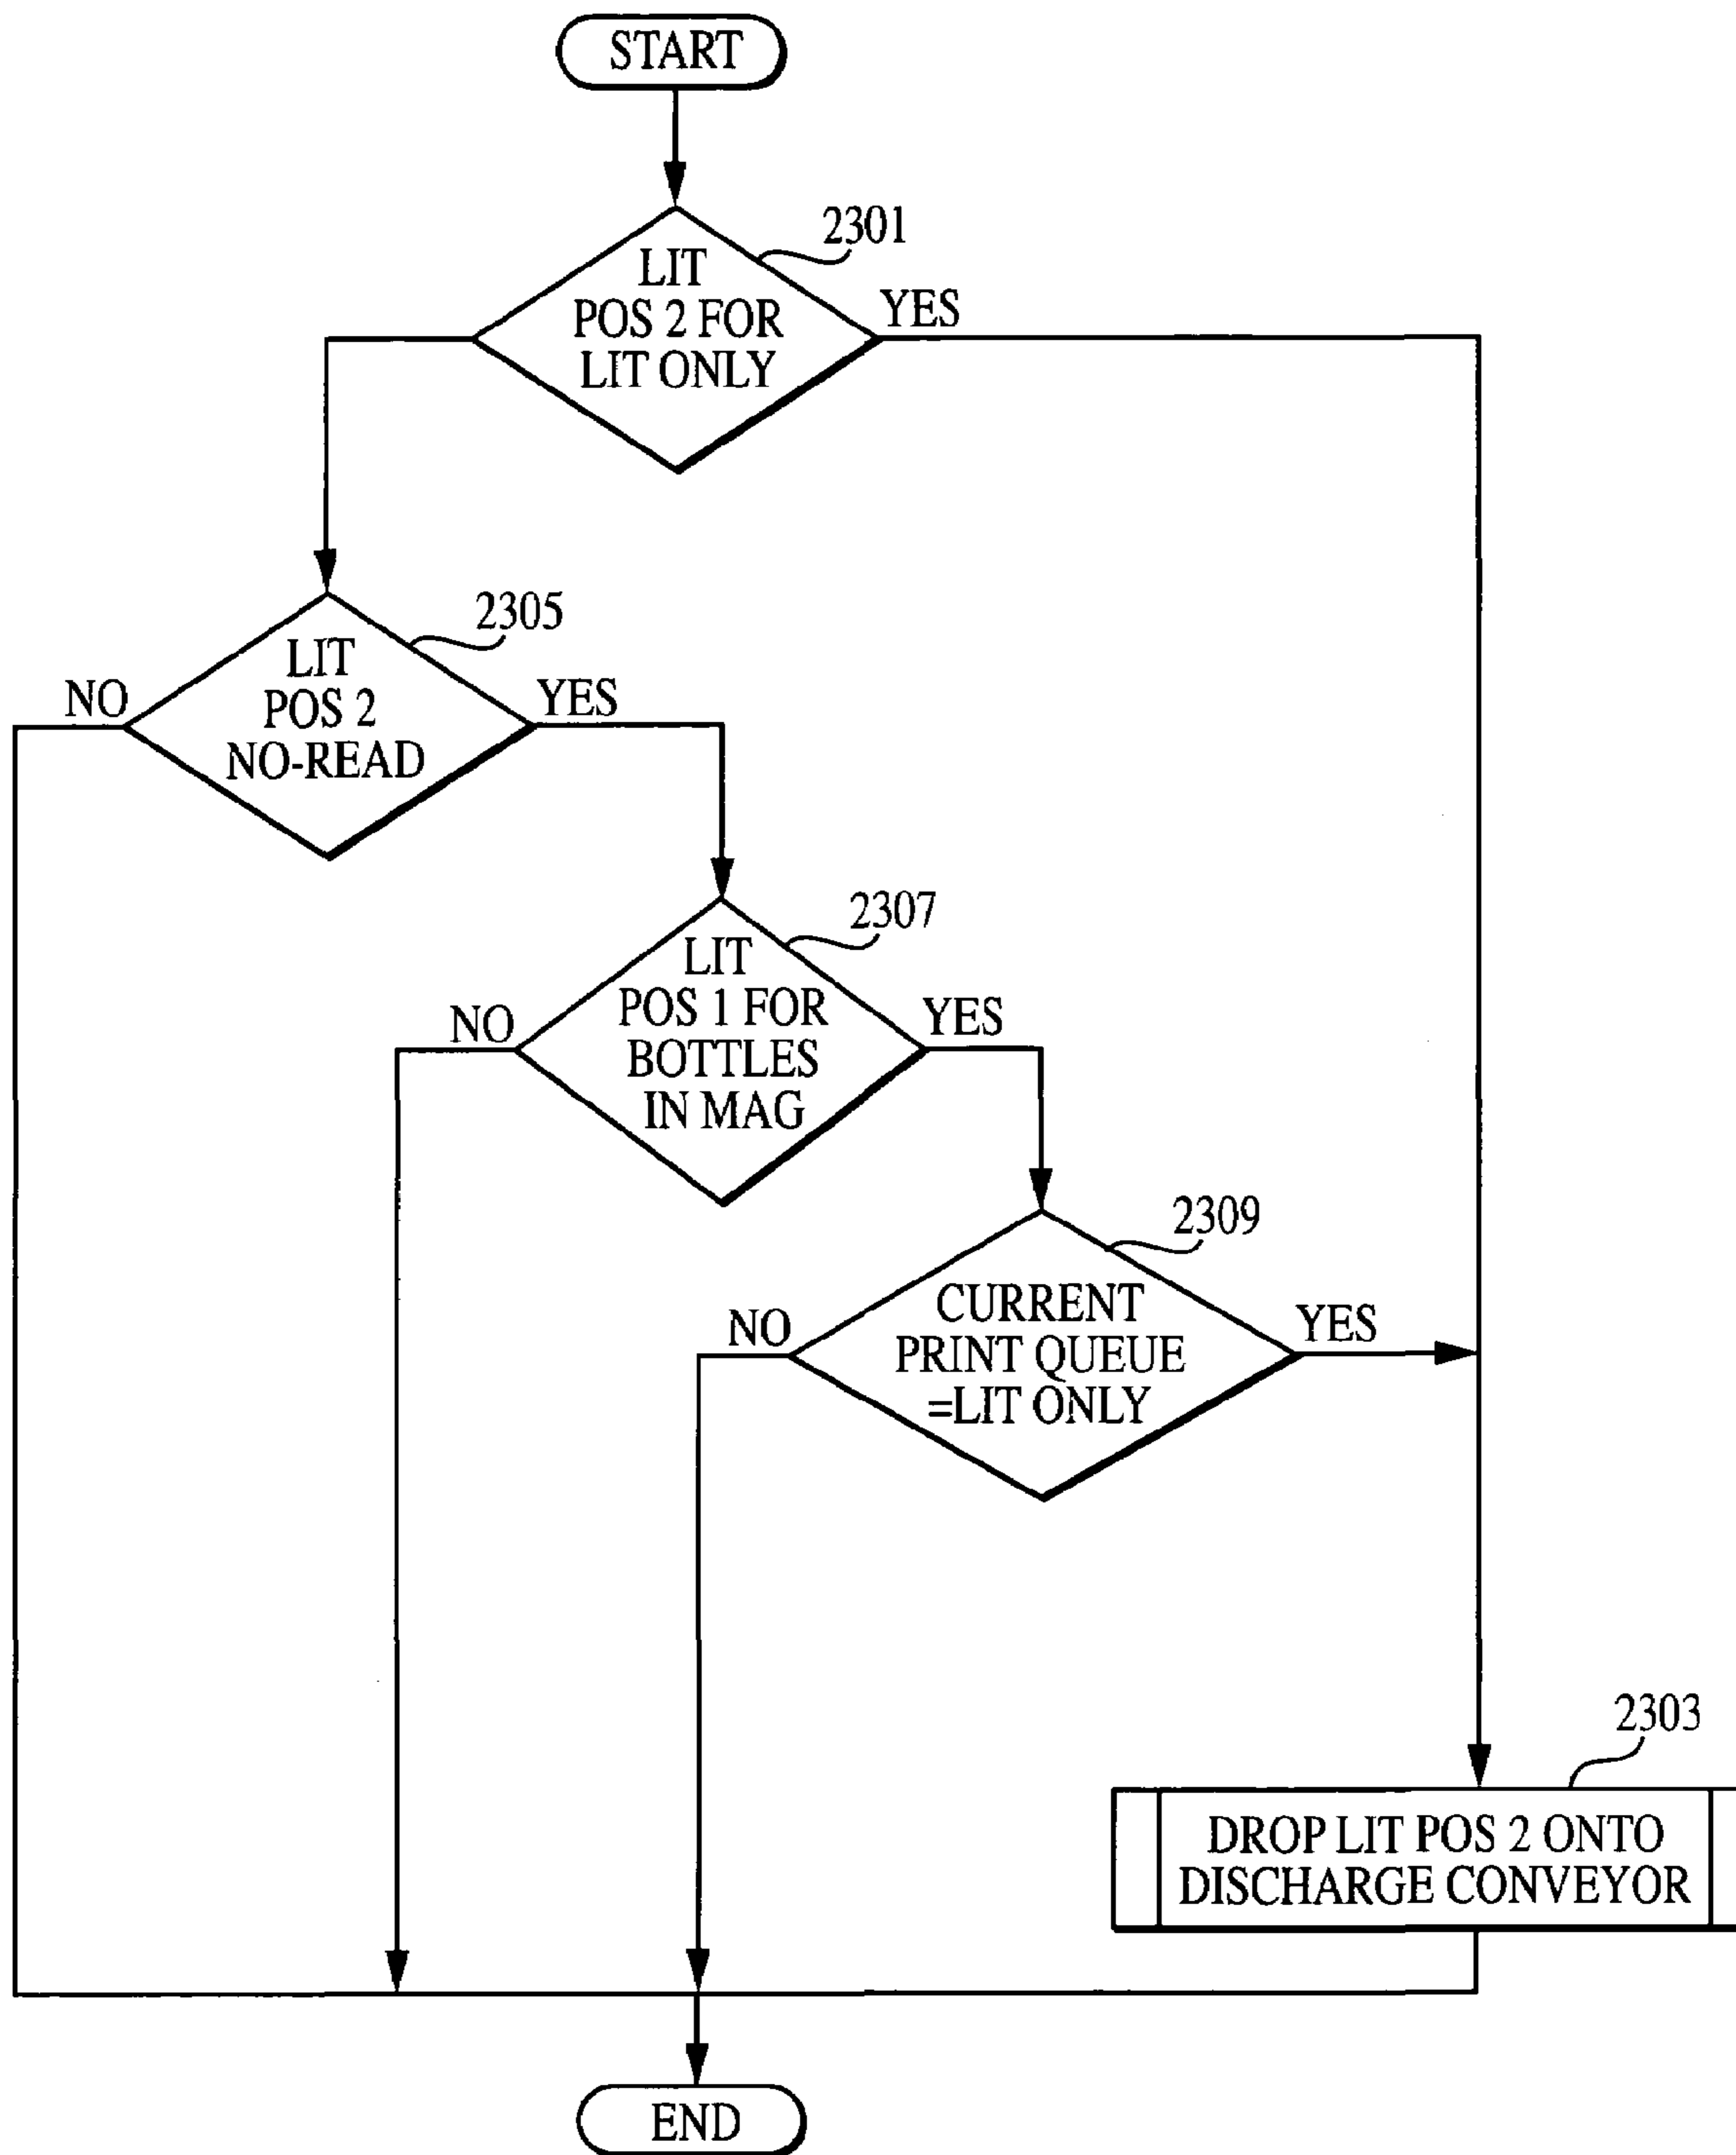 START
2301
LIT
POS 2 FOR
LIT ONLY
YES
2305
LIT
POS 2
NO-READ
NO
YES
2307
LIT
POS 1 FOR
BOTTLES
IN MAG
NO
YES
2309
CURRENT
PRINT QUEUE
=LIT ONLY
NO
YES
2303
DROP LIT POS 2 ONTO
DISCHARGE CONVEYOR
END